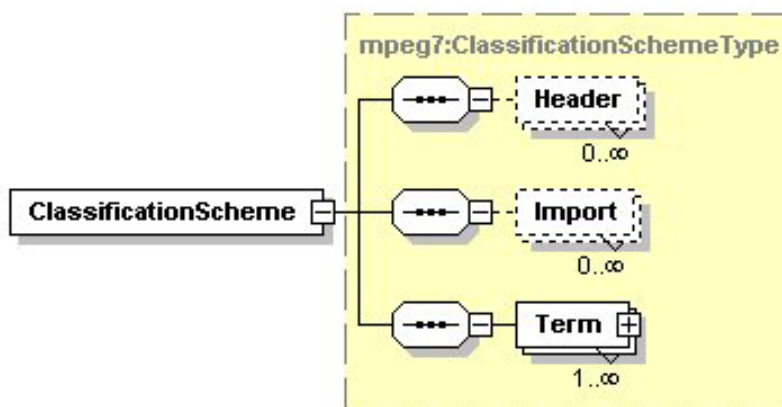 mpeg7:ClassificationSchemeType
Header
0..∞
ClassificationScheme
Import
0..∞
Term
1..∞